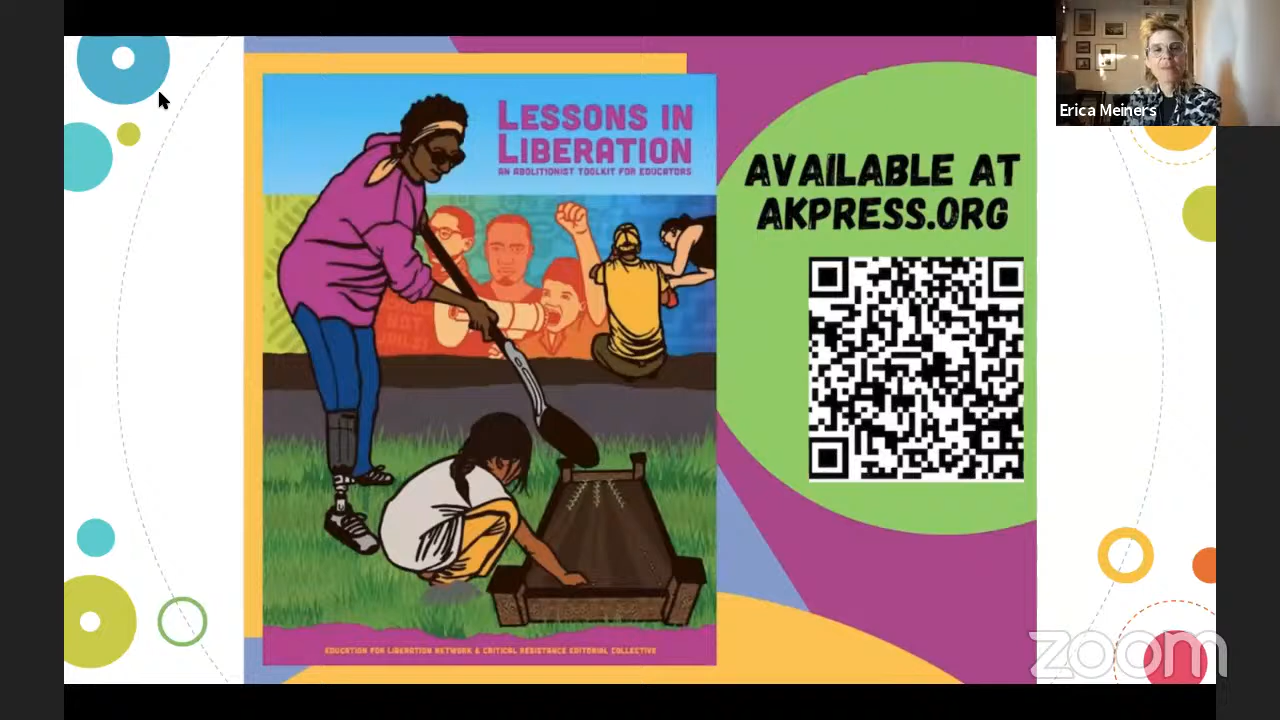 LESSONS IN
LIBERATION
AN ABOLITIONIST TOOLKIT FOR EDUCATORS
EDUCATION FOR LIBERATION NETWORK & CRITICAL RESISTANCE EDITORIAL COLLECTIVE
AVAILABLE AT
AKPRESS.ORG
Erica Meiners
zoom